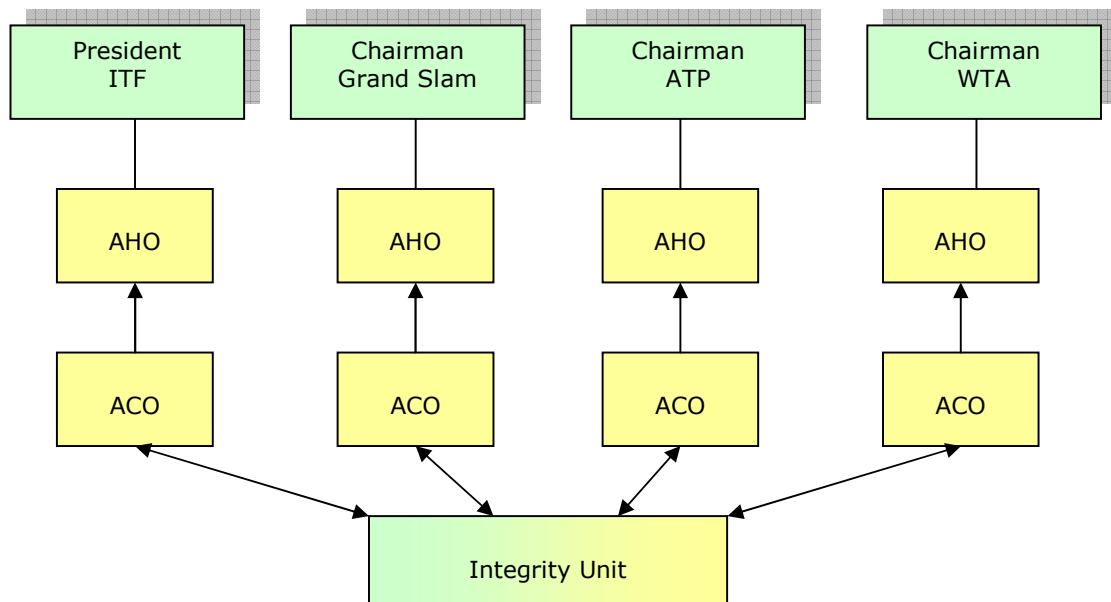 President
ITF
Chairman
Grand Slam
Chairman
ATP
Chairman
WTA
AHO
AHO
AHO
AHO
ACO
ACO
ACO
ACO
Integrity Unit